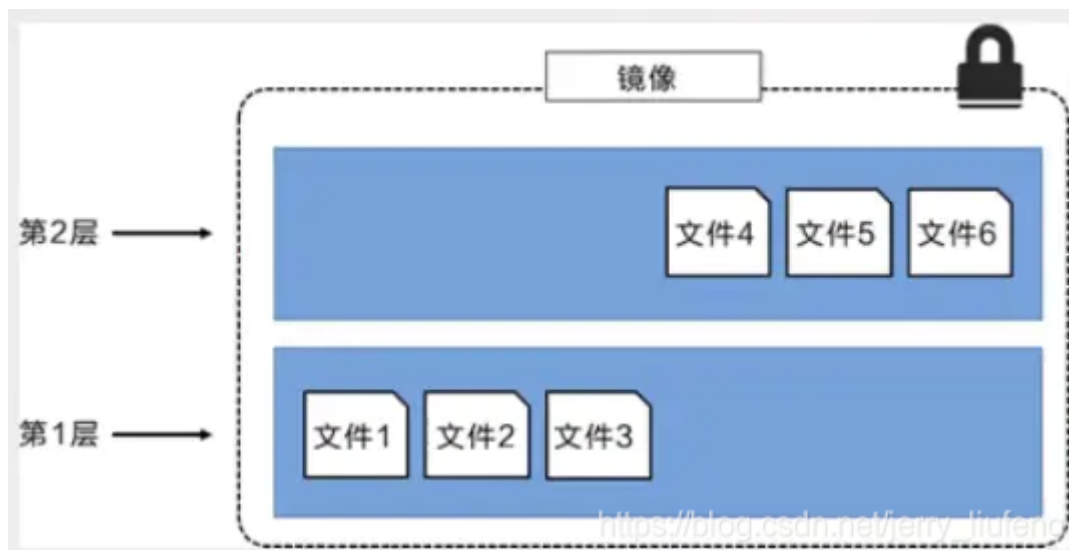 镜像
第2层
文件4 文件5 文件6
第1层
文件1 文件2 文件3
https://blog.csdn.net/jerry_liufeng